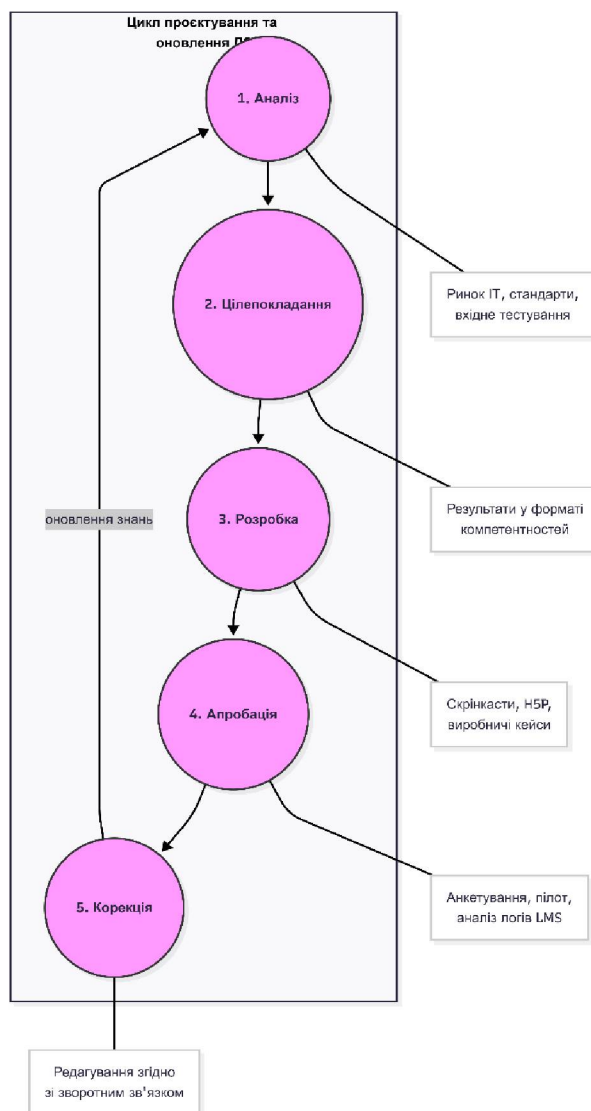 Цикл проєктування та
оновлення
1. Аналіз
Ринок IT, стандарти,
вхідне тестування
2. Цілепокладання
Результати у форматі
компетентностей
оновлення знань
3. Розробка
Скрінкасти, H5P,
виробничі кейси
4. Апробація
Анкетування, пілот,
аналіз логів LMS
5. Корекція
Редагування згідно
зі зворотним зв'язком